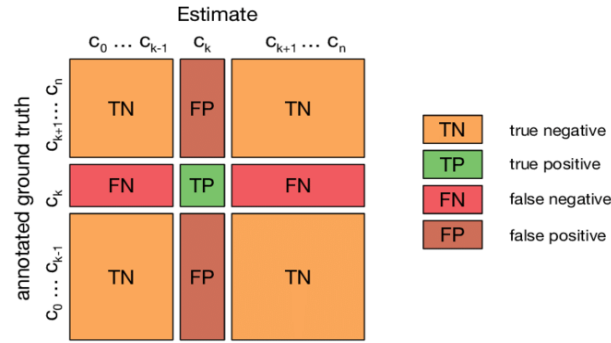 Estimate
c0 ... ck-1 ck ck+1 ... cn
annotated ground truth
ck+1... cn
ck
c0 ... ck-1
TN FP TN
FN TP FN
TN FP TN
TN true negative
TP true positive
FN false negative
FP false positive